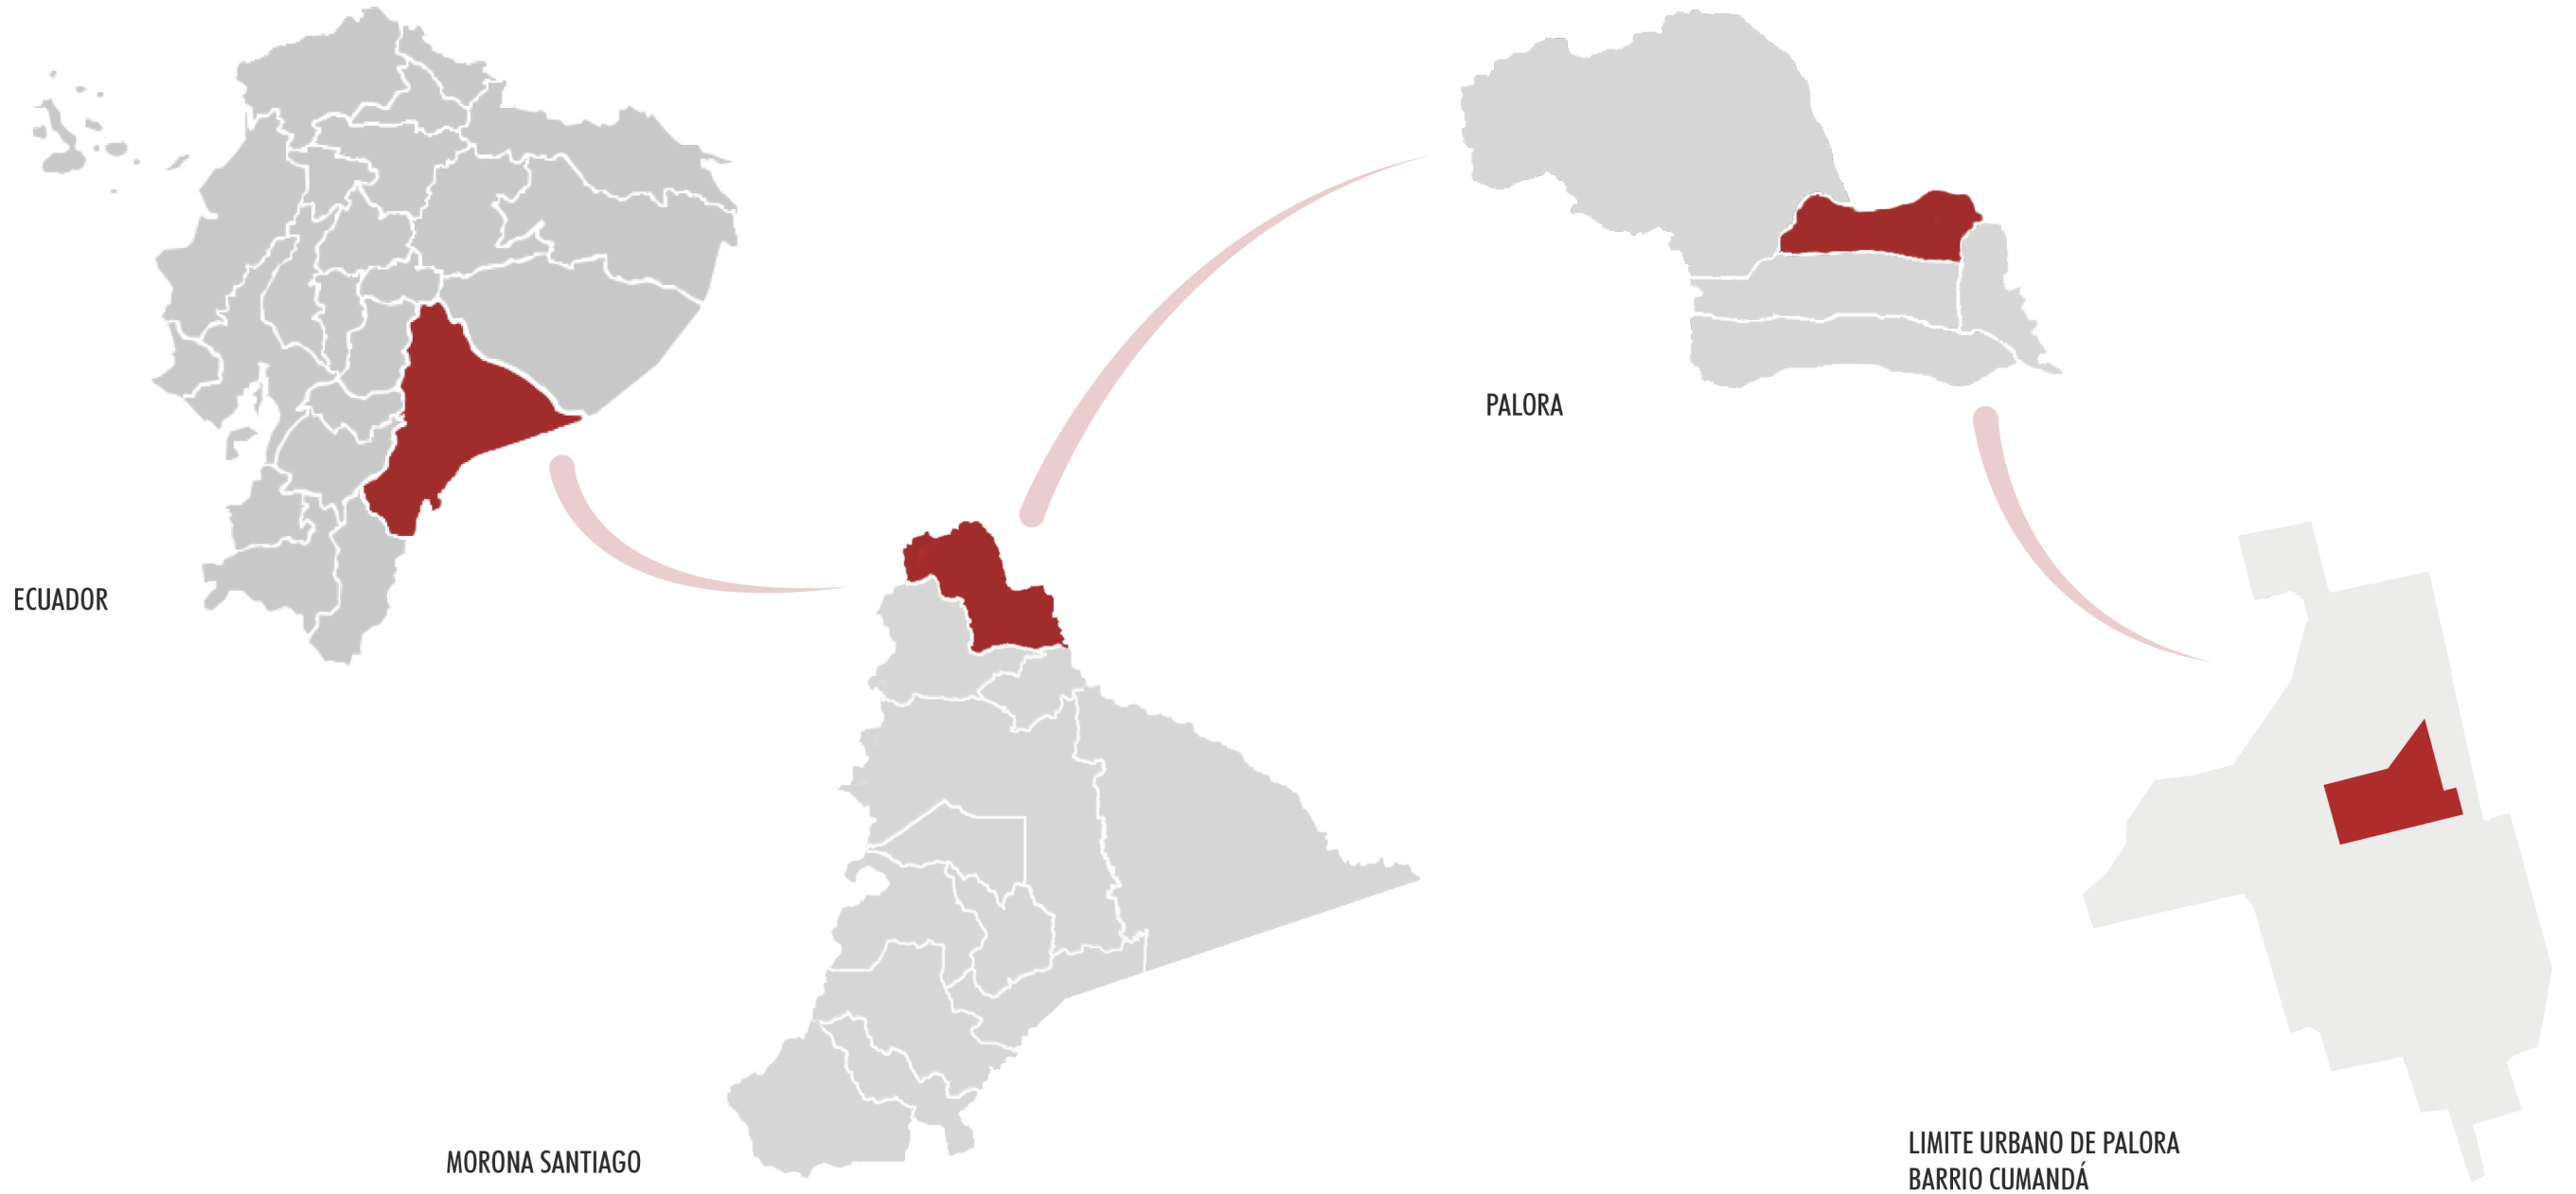 ECUADOR
MORONA SANTIAGO
PALORA
LIMITE URBANO DE PALORA
BARRIO CUMANDÁ